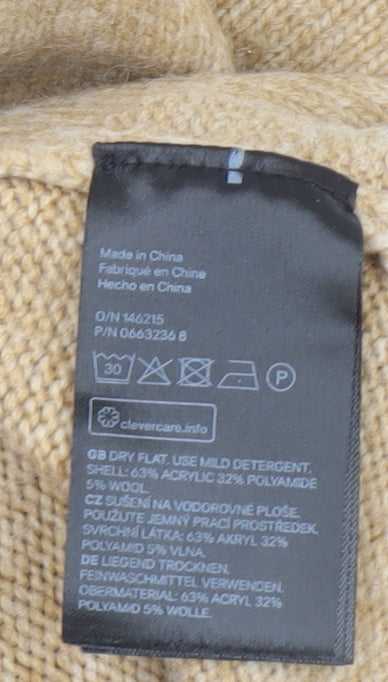 Made in China
Fabriqué en Chine
Hecho en China
O/N 146215
P/N 0663236 8
30 P
clevercare.info
GB DRY FLAT. USE MILD DETERGENT.
SHELL: 63% ACRYLIC 32% POLYAMIDE
5% WOOL.
CZ SUŠENÍ NA VODOROVNÉ PLOŠE.
POUŽIJTE JEMNÝ PRACÍ PROSTŘEDEK.
SVRCHNÍ LÁTKA: 63% AKRYL 32%
POLYAMID 5% VLNA.
DE LIEGEND TROCKNEN.
FEINWASCHMITTEL VERWENDEN.
OBERMATERIAL: 63% ACRYL 32%
POLYAMID 5% WOLLE.